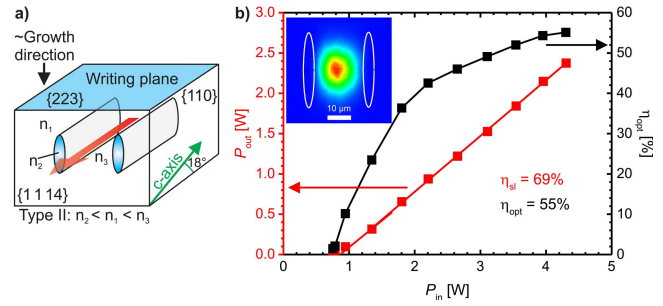 a)
~Growth
direction
Writing plane
{223}
{110}
n1
n2
n3
c-axis
18°
{1 1 14}
Type II: n2 < n1 < n3
b)
3.0
2.5
2.0
1.5
1.0
0.5
0.0
Pout [W]
10 µm
ηsl = 69%
ηopt = 55%
60
50
40
30
20
10
0
ηopt [%]
0 1 2 3 4 5
Pin [W]